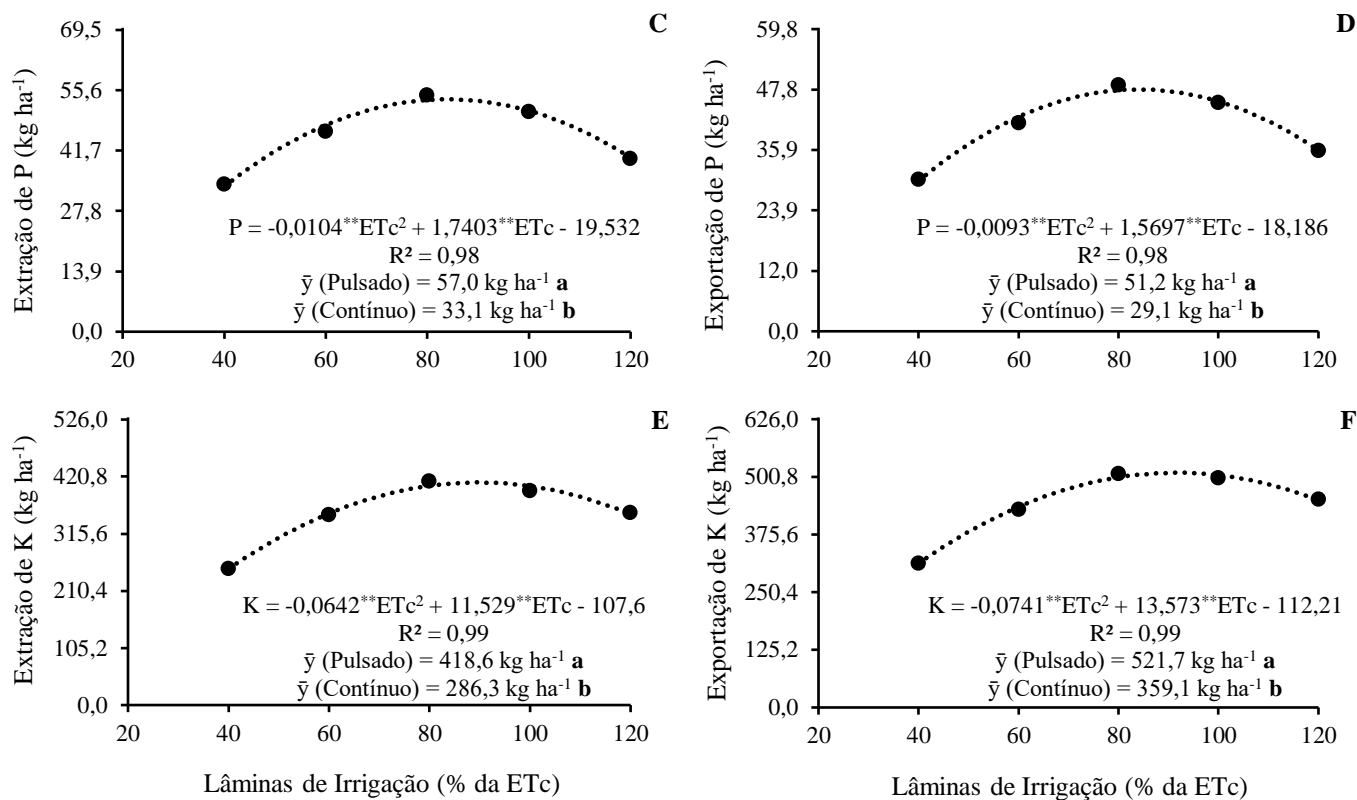 C
Extração de P (kg ha⁻¹)
69,5
55,6
41,7
27,8
13,9
0,0
P = -0,0104**ETc² + 1,7403**ETc - 19,532
R² = 0,98
ȳ (Pulsado) = 57,0 kg ha⁻¹ a
ȳ (Contínuo) = 33,1 kg ha⁻¹ b
20 40 60 80 100 120
D
Exportação de P (kg ha⁻¹)
59,8
47,8
35,9
23,9
12,0
0,0
P = -0,0093**ETc² + 1,5697**ETc - 18,186
R² = 0,98
ȳ (Pulsado) = 51,2 kg ha⁻¹ a
ȳ (Contínuo) = 29,1 kg ha⁻¹ b
20 40 60 80 100 120
E
Extração de K (kg ha⁻¹)
526,0
420,8
315,6
210,4
105,2
0,0
K = -0,0642**ETc² + 11,529**ETc - 107,6
R² = 0,99
ȳ (Pulsado) = 418,6 kg ha⁻¹ a
ȳ (Contínuo) = 286,3 kg ha⁻¹ b
20 40 60 80 100 120
Lâminas de Irrigação (% da ETc)
F
Exportação de K (kg ha⁻¹)
626,0
500,8
375,6
250,4
125,2
0,0
K = -0,0741**ETc² + 13,573**ETc - 112,21
R² = 0,99
ȳ (Pulsado) = 521,7 kg ha⁻¹ a
ȳ (Contínuo) = 359,1 kg ha⁻¹ b
20 40 60 80 100 120
Lâminas de Irrigação (% da ETc)